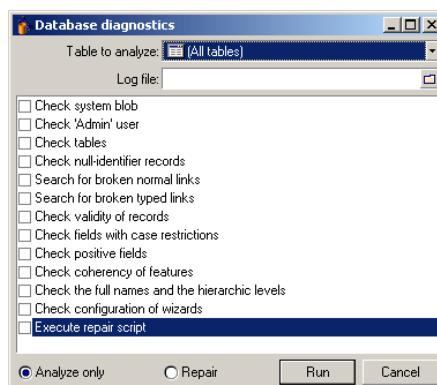 Database diagnostics
Table to analyze: (All tables)
Log file:
Check system blob
Check 'Admin' user
Check tables
Check null-identifier records
Search for broken normal links
Search for broken typed links
Check validity of records
Check fields with case restrictions
Check positive fields
Check coherency of features
Check the full names and the hierarchic levels
Check configuration of wizards
Execute repair script
Analyze only Repair Run Cancel